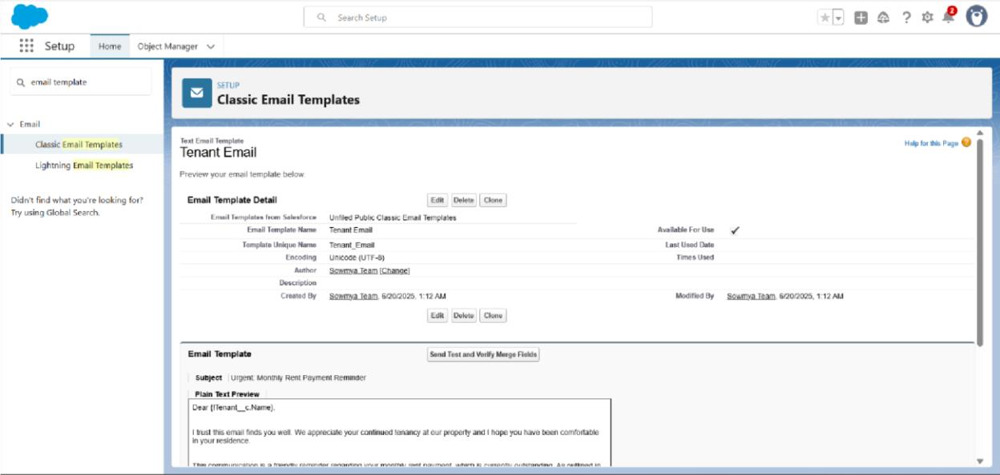 Search Setup
2
Setup
Home
Object Manager
email template
SETUP
Classic Email Templates
Email
Classic Email Templates
Lightning Email Templates
Didn't find what you're looking for?
Try using Global Search.
Text Email Template
Tenant Email
Help for this Page
Preview your email template below.
Email Template Detail
Edit Delete Clone
Email Templates from Salesforce Unfiled Public Classic Email Templates
Email Template Name Tenant Email Available For Use
Template Unique Name Tenant_Email Last Used Date
Encoding Unicode (UTF-8) Times Used
Author Sowmya Team [Change]
Description
Created By Sowmya Team, 6/20/2025, 1:12 AM Modified By Sowmya Team, 6/20/2025, 1:12 AM
Edit Delete Clone
Email Template Send Test and Verify Merge Fields
Subject Urgent: Monthly Rent Payment Reminder
Plain Text Preview
Dear {!Tenant__c.Name},
I trust this email finds you well. We appreciate your continued tenancy at our property and I hope you have been comfortable
in your residence.
This communication is a friendly reminder regarding your monthly rent payment, which is currently outstanding. As outlined in